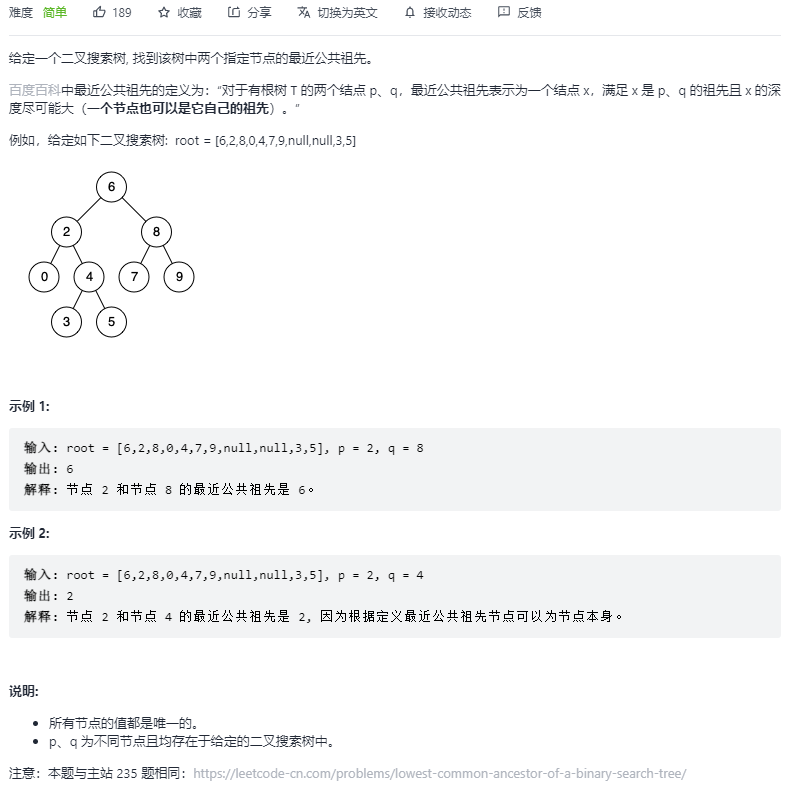 难度 简单 189 收藏 分享 切换为英文 接收动态 反馈
给定一个二叉搜索树, 找到该树中两个指定节点的最近公共祖先。
百度百科中最近公共祖先的定义为：“对于有根树 T 的两个结点 p、q，最近公共祖先表示为一个结点 x，满足 x 是 p、q 的祖先且 x 的深
度尽可能大（一个节点也可以是它自己的祖先）。”
例如，给定如下二叉搜索树: root = [6,2,8,0,4,7,9,null,null,3,5]
6
2 8
0 4 7 9
3 5
示例 1:
输入: root = [6,2,8,0,4,7,9,null,null,3,5], p = 2, q = 8
输出: 6
解释: 节点 2 和节点 8 的最近公共祖先是 6。
示例 2:
输入: root = [6,2,8,0,4,7,9,null,null,3,5], p = 2, q = 4
输出: 2
解释: 节点 2 和节点 4 的最近公共祖先是 2, 因为根据定义最近公共祖先节点可以为节点本身。
说明:
• 所有节点的值都是唯一的。
• p、q 为不同节点且均存在于给定的二叉搜索树中。
注意：本题与主站 235 题相同：https://leetcode-cn.com/problems/lowest-common-ancestor-of-a-binary-search-tree/